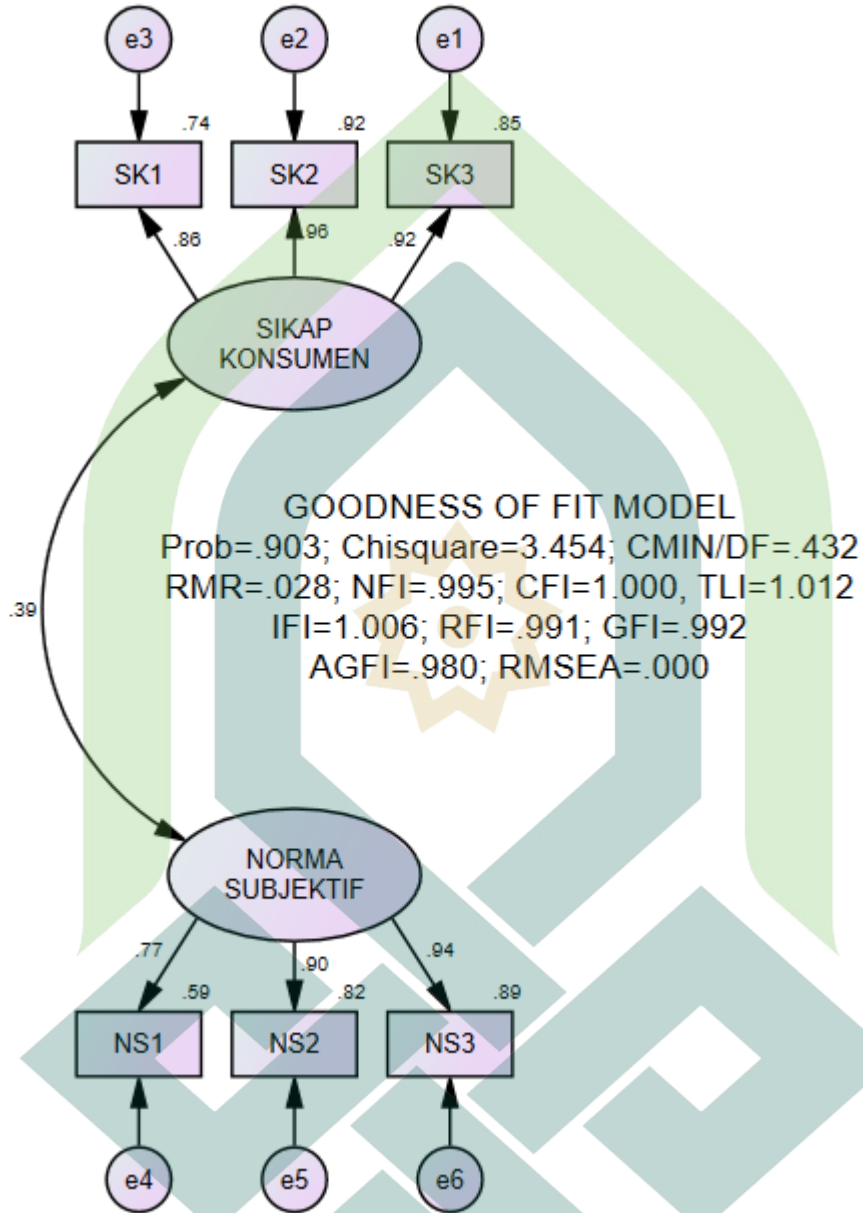 e3 e2 e1
.74 .92 .85
SK1 SK2 SK3
.86 .96 .92
SIKAP
KONSUMEN
.39
GOODNESS OF FIT MODEL
Prob=.903; Chisquare=3.454; CMIN/DF=.432
RMR=.028; NFI=.995; CFI=1.000, TLI=1.012
IFI=1.006; RFI=.991; GFI=.992
AGFI=.980; RMSEA=.000
NORMA
SUBJEKTIF
.77 .90 .94
.59 .82 .89
NS1 NS2 NS3
e4 e5 e6